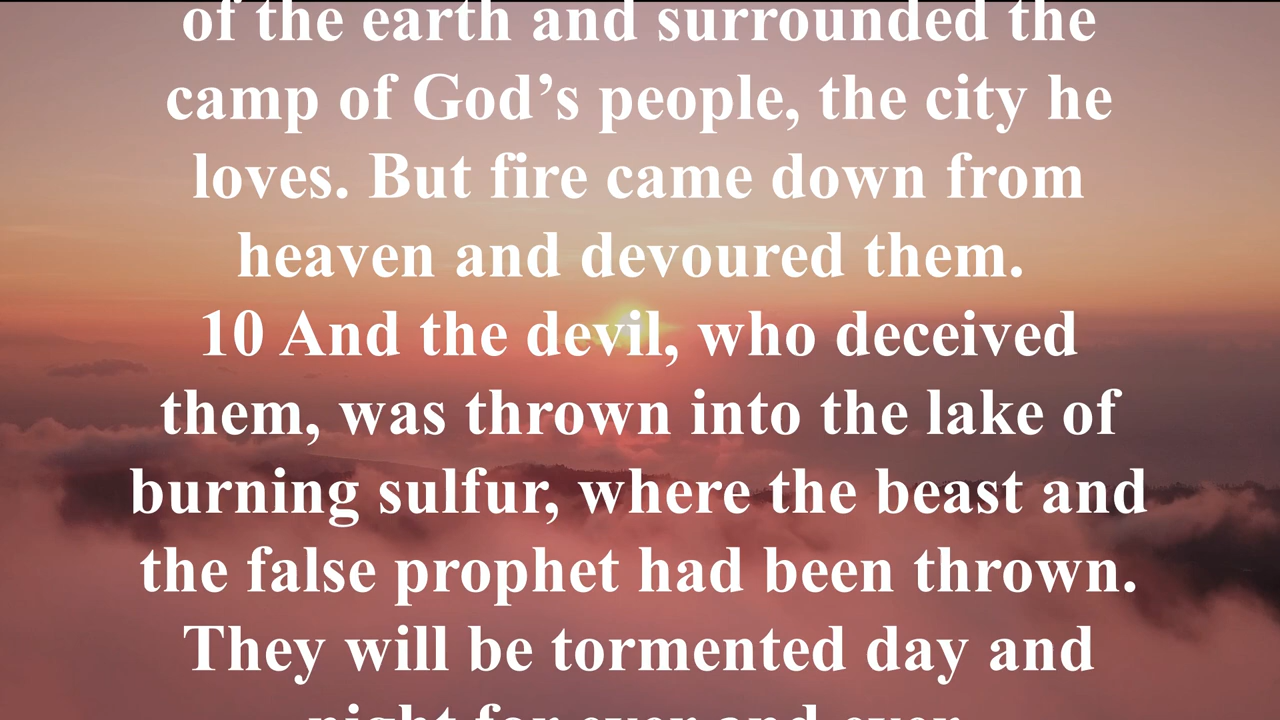 of the earth and surrounded the
camp of God’s people, the city he
loves. But fire came down from
heaven and devoured them.
10 And the devil, who deceived
them, was thrown into the lake of
burning sulfur, where the beast and
the false prophet had been thrown.
They will be tormented day and
night for ever and ever